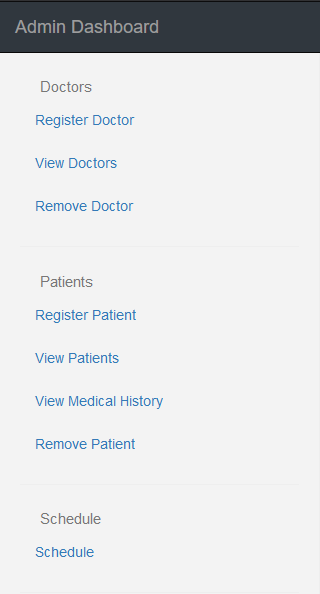 Admin Dashboard
Doctors
Register Doctor
View Doctors
Remove Doctor
Patients
Register Patient
View Patients
View Medical History
Remove Patient
Schedule
Schedule